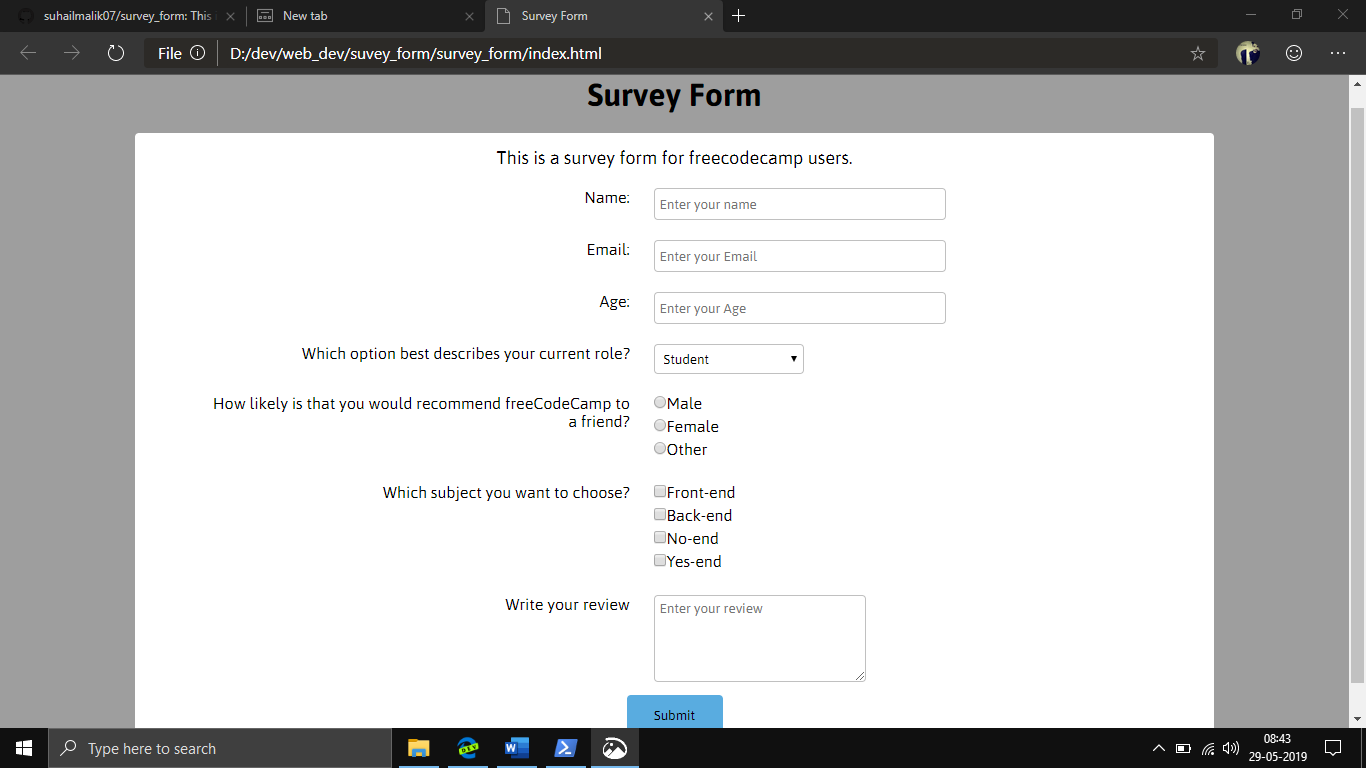 suhailmalik07/survey_form: This
New tab
Survey Form
File
D:/dev/web_dev/suvey_form/survey_form/index.html
Survey Form
This is a survey form for freecodecamp users.
Name:
Enter your name
Email:
Enter your Email
Age:
Enter your Age
Which option best describes your current role?
Student
How likely is that you would recommend freeCodeCamp to
a friend?
Male
Female
Other
Which subject you want to choose?
Front-end
Back-end
No-end
Yes-end
Write your review
Enter your review
Submit
Type here to search
DEV
W
08:43
29-05-2019